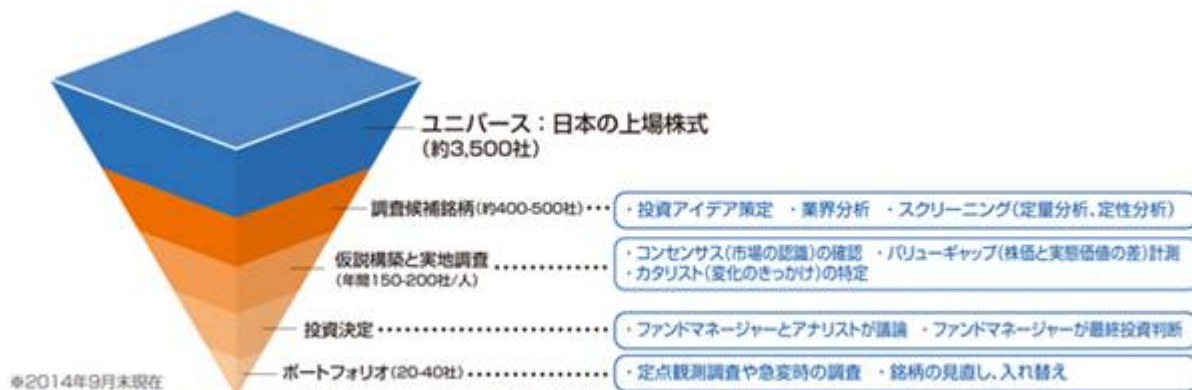 ユニバース：日本の上場株式
(約3,500社)
調査候補銘柄(約400-500社)・・・
・投資アイデア策定 ・業界分析 ・スクリーニング(定量分析、定性分析)
仮説構築と実地調査
(年間150-200社/人)
・コンセンサス(市場の認識)の確認 ・バリューギャップ(株価と実態価値の差)計測
・カタリスト(変化のきっかけ)の特定
投資決定
・ファンドマネージャーとアナリストが議論 ・ファンドマネージャーが最終投資判断
ポートフォリオ(20-40社)
・定点観測調査や急変時の調査 ・銘柄の見直し、入れ替え
※2014年9月末現在